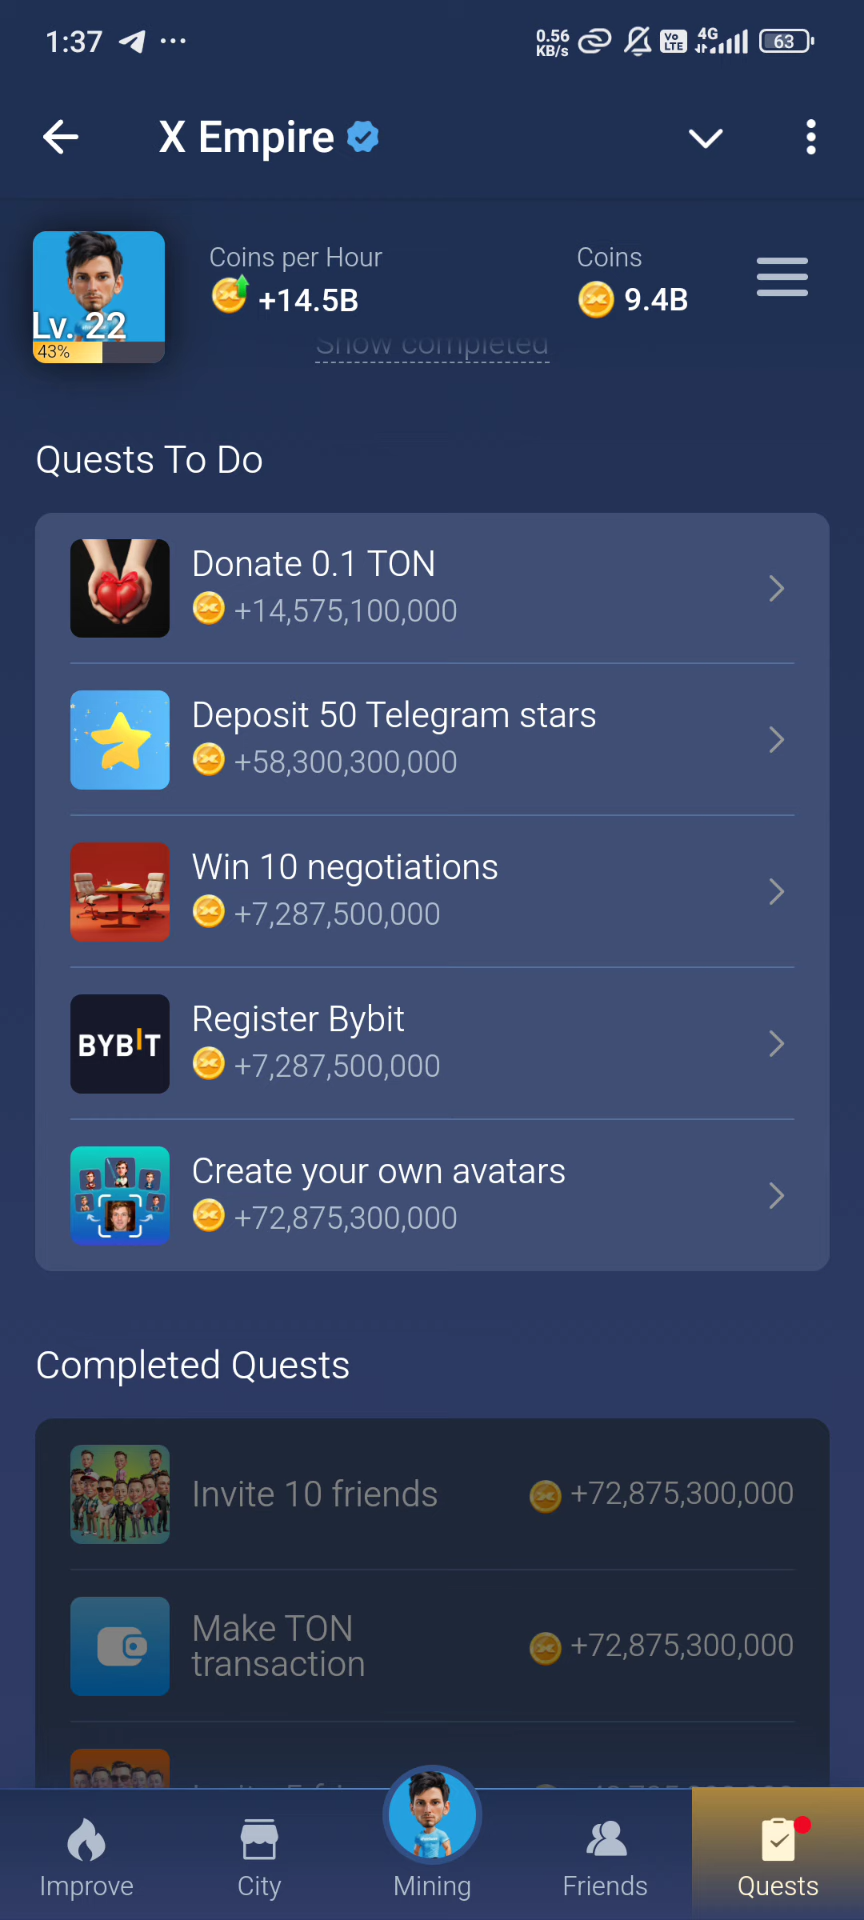 1:37
0.56
KB/s
Vo
LTE
4G
63
X Empire
Coins per Hour
+14.5B
Coins
9.4B
Lv. 22
43%
Show completed
Quests To Do
Donate 0.1 TON
+14,575,100,000
Deposit 50 Telegram stars
+58,300,300,000
Win 10 negotiations
+7,287,500,000
BYBIT
Register Bybit
+7,287,500,000
Create your own avatars
+72,875,300,000
Completed Quests
Invite 10 friends
+72,875,300,000
Make TON
transaction
+72,875,300,000
Improve
City
Mining
Friends
Quests